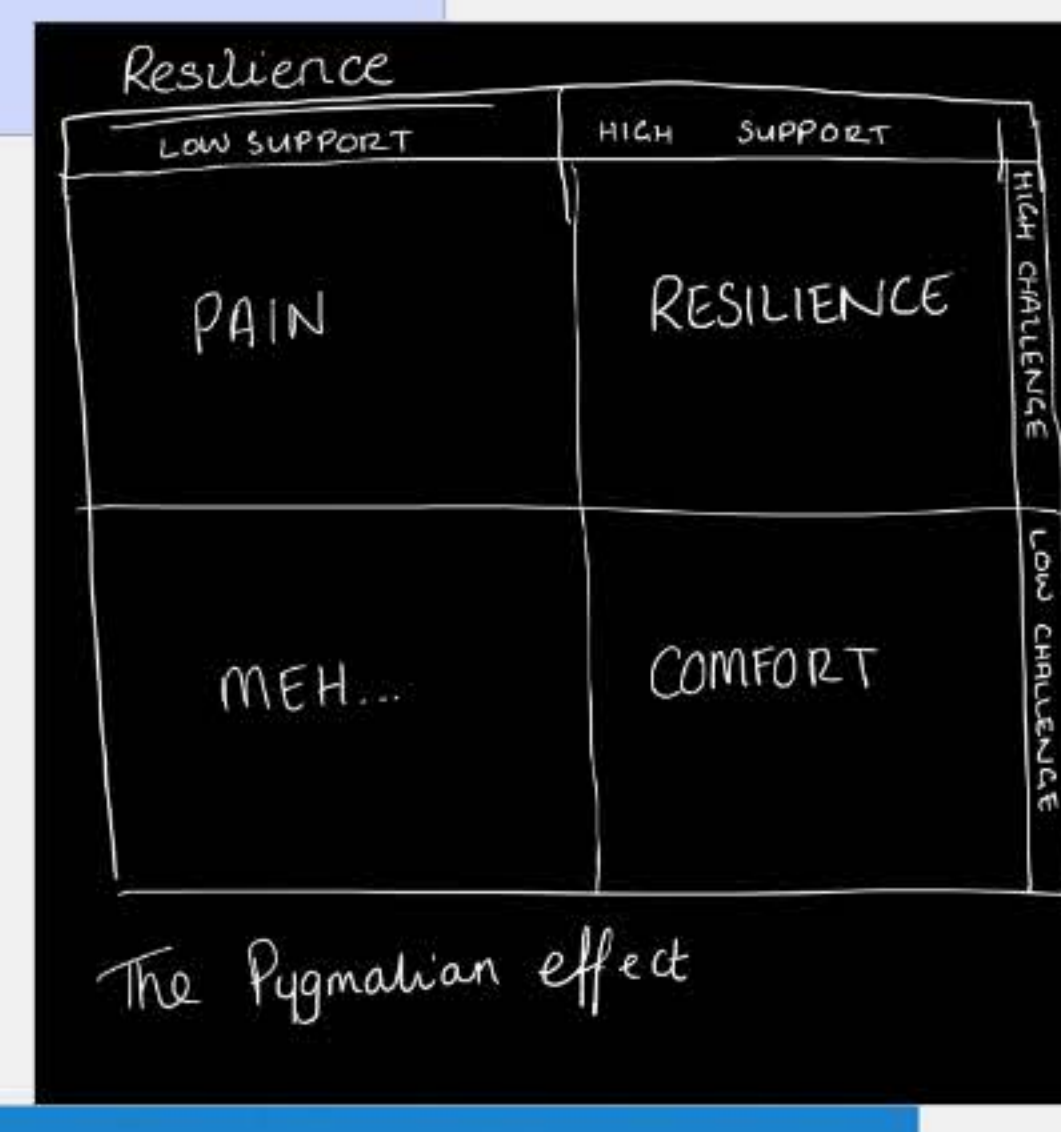 Resilience
LOW SUPPORT HIGH SUPPORT
HIGH CHALLENGE
PAIN RESILIENCE
LOW CHALLENGE
MEH... COMFORT
The Pygmalian effect